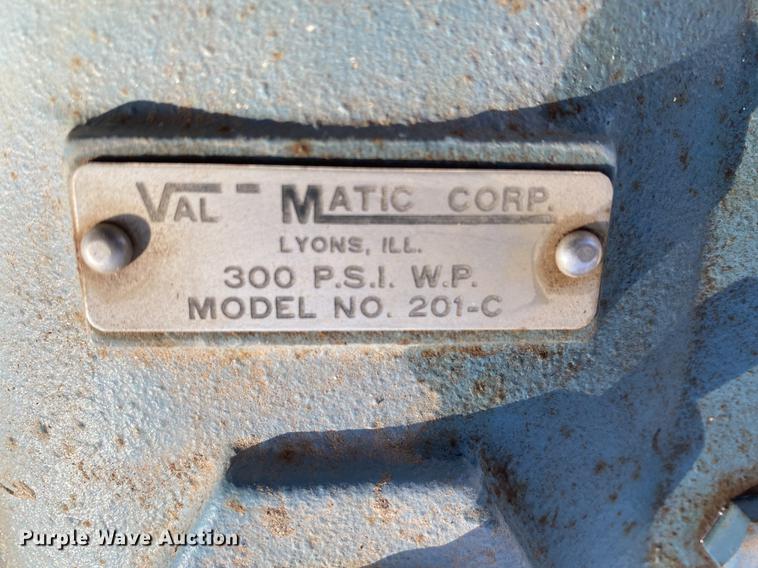 VAL-MATIC CORP.
LYONS, ILL.
300 P.S.I. W.P.
MODEL NO. 201-C
Purple Wave Auction